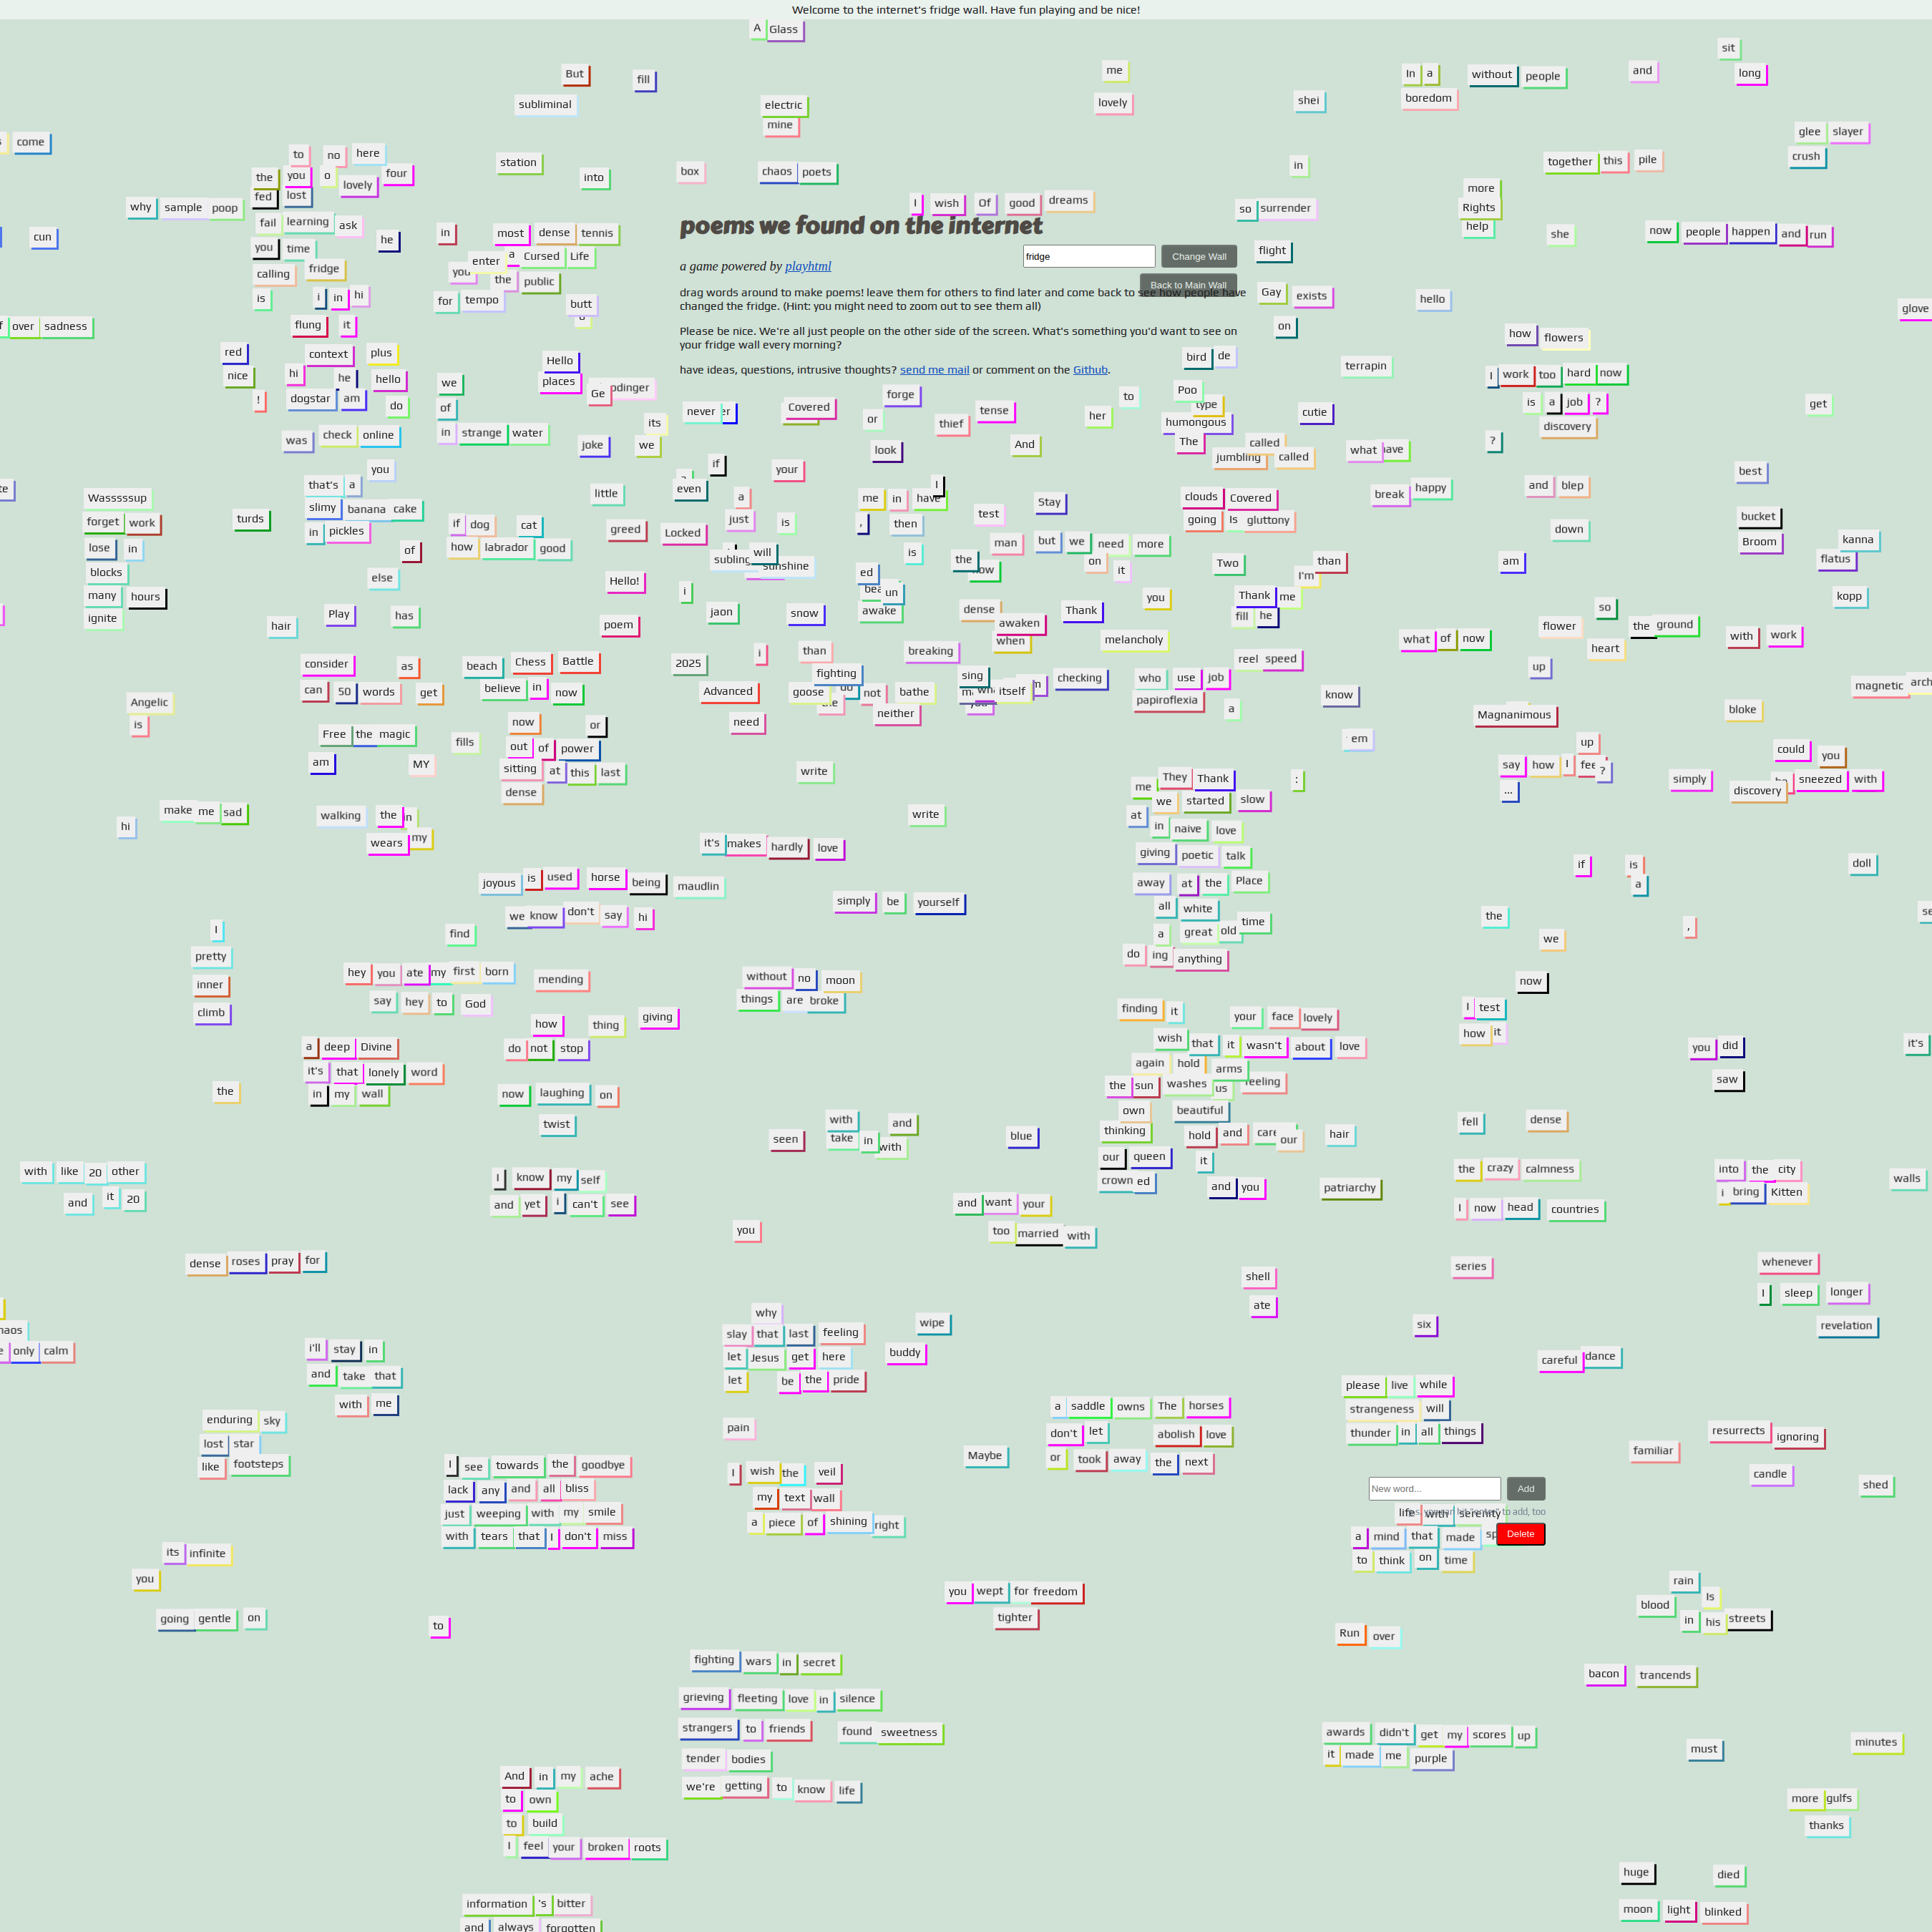 Welcome to the internet's fridge wall. Have fun playing and be nice!
A Glass
sit
But fill me In a without people and long
subliminal electric lovely shei boredom
mine
come glee slayer
to no here station box chaos poets in together this pile crush
the you o four into
fed lost lovely more
why sample poop I wish Of good dreams so surrender Rights
fail learning ask help
poems we found on the internet
cun he in most dense tennis she now people happen and run
you time enter a Cursed Life flight
fridge Change Wall
calling fridge you the public
a game powered by playhtml
Back to Main Wall
is i in hi for tempo butt Gay exists hello
drag words around to make poems! leave them for others to find later and come back to see how people have
changed the fridge. (Hint: you might need to zoom out to see them all)
glove
over sadness flung it on
Please be nice. We're all just people on the other side of the screen. What's something you'd want to see on
your fridge wall every morning?
how flowers
red context plus Hello bird de terrapin
have ideas, questions, intrusive thoughts? send me mail or comment on the Github.
nice hi he hello we places Ge I work too hard now
! dogstar am do of never Covered forge to Poo type cutie is a job ? get
its or thief tense her humongous discovery
was check online in strange water joke we look And The called what ?
jumbling called
you if your best
that's a little even a me in have I Stay clouds Covered break happy and blep
Wasssssup
slimy banana cake
forget work turds in pickles if dog cat greed Locked just is , then test going Is gluttony down bucket
lose in of how labrador good will is man but we need more Broom kanna
blocks else Hello! sunshine ed the on it Two I'm than am flatus
many hours i un you Thank me kopp
ignite hair Play has poem jaon snow awake dense awaken Thank fill he so
when melancholy flower the ground
what of now heart with work
consider as beach Chess Battle 2025 i than breaking reel speed up
can 50 words get believe in now Advanced goose fighting not bathe sing itself checking who use job know magnetic
Angelic neither papiroflexia a Magnanimous bloke
is now or need
Free the magic fills out of power em up could you
am MY sitting at this last write They Thank : say how I ? simply sneezed with
dense me we started slow ... discovery
make me sad walking the write at in naive love
hi wears my
it's makes hardly love giving poetic talk if is doll
joyous is used horse being maudlin away at the Place a
we know don't say hi simply be yourself all white the
I find a great old time we ,
pretty hey you ate my first born mending without no moon do ing anything
inner say hey to God things are broke now
climb how thing giving finding it your face lovely I test
a deep Divine do not stop wish that it wasn't about love how it you did it's
it's that lonely word again hold arms
the in my wall now laughing on the sun washes us saw
twist with and own beautiful fell dense
seen take in with blue thinking hold and our hair
with like 20 other our queen it the crazy calmness into the city
and it 20 I know my self crown ed and you patriarchy i bring Kitten walls
and yet i can't see and want your I now head countries
you too married with
dense roses pray for shell series whenever
ate I sleep longer
why wipe six revelation
only calm i'll stay in slay that last feeling buddy careful dance
and take that let Jesus get here please live while
with me let be the pride strangeness will
enduring sky pain a saddle owns The horses thunder in all things resurrects ignoring
lost star don't let abolish love familiar
like footsteps I see towards the goodbye Maybe or took away the next candle
lack any and all bliss I wish the veil New word... Add shed
just weeping with my smile my text wall life with serenity to add, too
with tears that I don't miss a piece of shining right a mind that made Delete
its infinite to think on time
you you wept for freedom rain Is
going gentle on to tighter blood in his streets
Run over
fighting wars in secret bacon trancends
grieving fleeting love in silence
strangers to friends found sweetness awards didn't get my scores up
tender bodies it made me purple must minutes
And in my ache we're getting to know life
to own more gulfs
to build thanks
I feel your broken roots
huge died
information 's bitter moon light blinked
and always forgotten